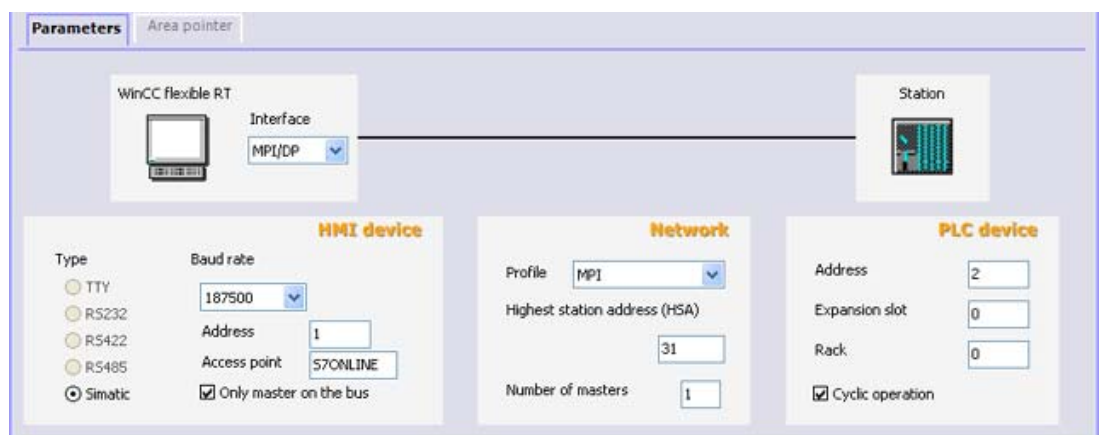 Parameters
Area pointer
WinCC flexible RT
Interface
MPI/DP
Station
HMI device
Type
TTY
RS232
RS422
RS485
Simatic
Baud rate
187500
Address 1
Access point S7ONLINE
Only master on the bus
Network
Profile MPI
Highest station address (HSA)
31
Number of masters 1
PLC device
Address 2
Expansion slot 0
Rack 0
Cyclic operation